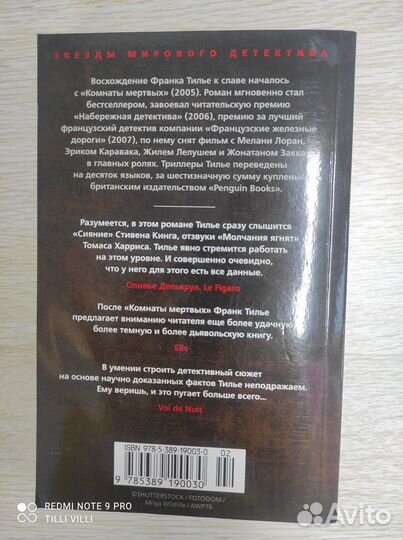 ЗВЕЗДЫ МИРОВОГО ДЕТЕКТИВА
Восхождение Франка Тилье к славе началось
с «Комнаты мертвых» (2005). Роман мгновенно стал
бестселлером, завоевал читательскую премию
«Набережная детектива» (2006), премию за лучший
французский детектив компании «Французские железные
дороги» (2007), по нему снят фильм с Мелани Лоран,
Эриком Каравака, Жилем Лелушем и Жонатаном Заккаи
в главных ролях. Триллеры Тилье переведены
на десяток языков, за шестизначную сумму куплены
британским издательством «Penguin Books».
Разумеется, в этом романе Тилье сразу слышится
«Сияние» Стивена Кинга, отзвуки «Молчания ягнят»
Томаса Харриса. Тилье явно стремится работать
на этом уровне. И совершенно очевидно,
что у него для этого есть все данные.
Оливье Делькруа, Le Figaro
После «Комнаты мертвых» Франк Тилье
предлагает вниманию читателя еще более удачную,
более темную и более дьявольскую книгу.
Elle
В умении строить детективный сюжет
на основе научно доказанных фактов Тилье неподражаем.
Ему веришь, и это пугает больше всего...
Vol de Nuit
ISBN 978-5-389-19003-0
02
9 785389 190030
©SHUTTERSTOCK / FOTODOM /
Mriya Wildlife / AWP76
REDMI NOTE 9 PRO
TILLI VILLI
Avito